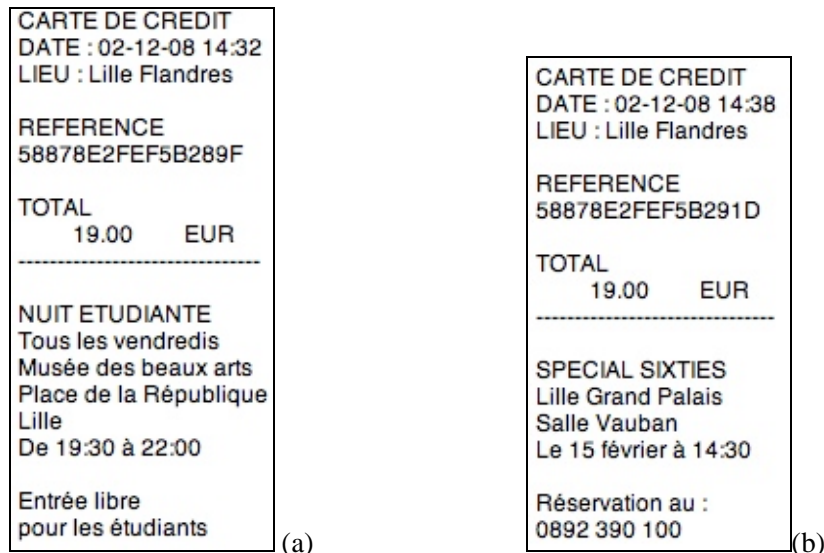 CARTE DE CREDIT
DATE : 02-12-08 14:32
LIEU : Lille Flandres
REFERENCE
58878E2FEF5B289F
TOTAL
19.00 EUR
-------------------------------
NUIT ETUDIANTE
Tous les vendredis
Musée des beaux arts
Place de la République
Lille
De 19:30 à 22:00
Entrée libre
pour les étudiants
(a)
CARTE DE CREDIT
DATE : 02-12-08 14:38
LIEU : Lille Flandres
REFERENCE
58878E2FEF5B291D
TOTAL
19.00 EUR
-------------------------------
SPECIAL SIXTIES
Lille Grand Palais
Salle Vauban
Le 15 février à 14:30
Réservation au :
0892 390 100
(b)